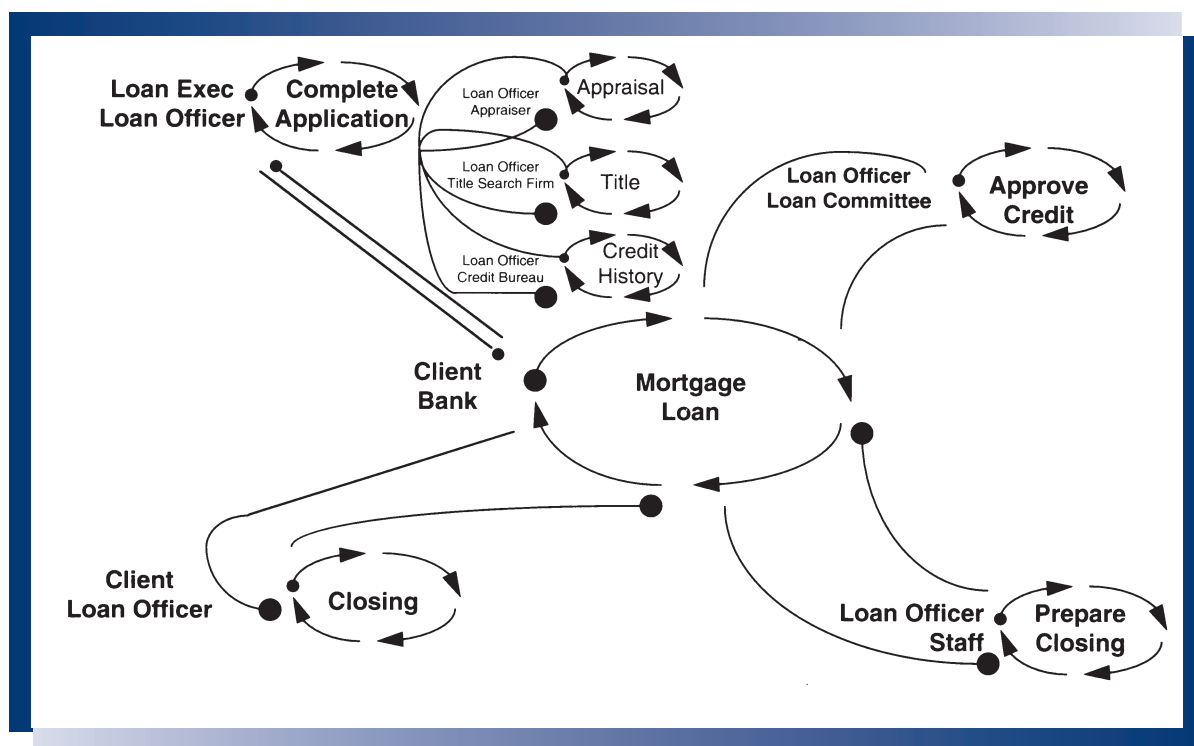 Loan Exec
Loan Officer
Complete
Application
Loan Officer
Appraiser
Appraisal
Loan Officer
Title Search Firm
Title
Loan Officer
Credit Bureau
Credit
History
Loan Officer
Loan Committee
Approve
Credit
Client
Bank
Mortgage
Loan
Client
Loan Officer
Closing
Loan Officer
Staff
Prepare
Closing